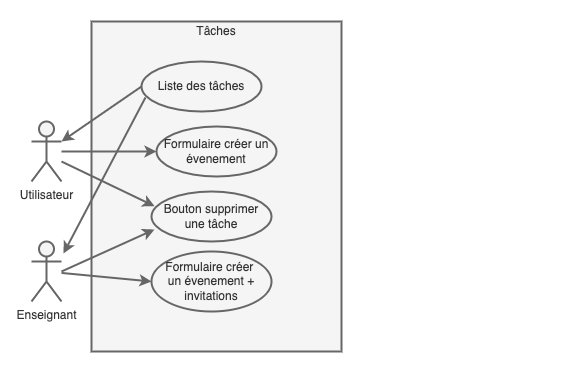 Tâches
Liste des tâches
Formulaire créer un
évenement
Utilisateur
Bouton supprimer
une tâche
Formulaire créer
un évenement +
invitations
Enseignant